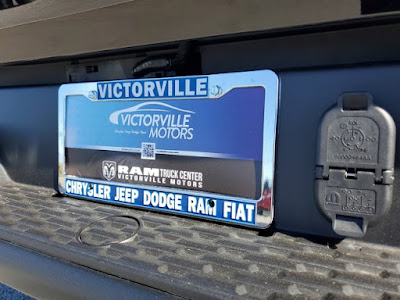 VICTORVILLE
VICTORVILLE
MOTORS
RAM TRUCK CENTER
VICTORVILLE MOTORS
CHRYSLER JEEP DODGE RAM FIAT